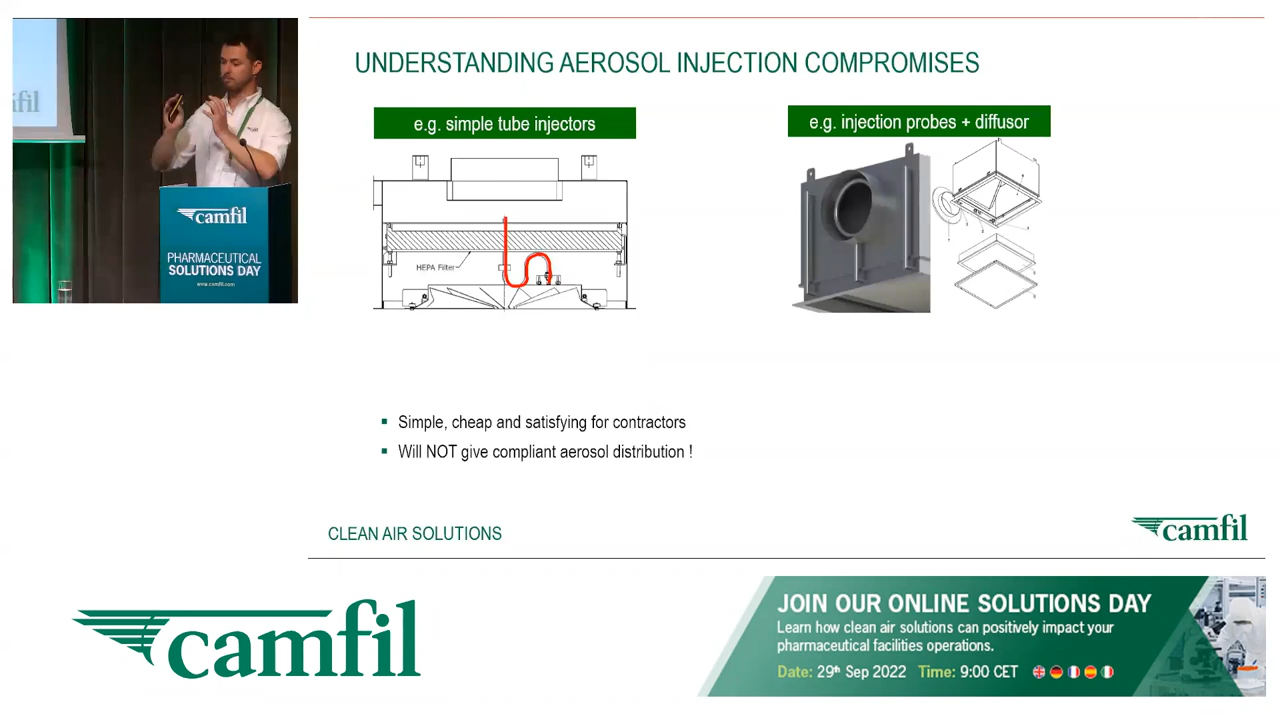 UNDERSTANDING AEROSOL INJECTION COMPROMISES
e.g. simple tube injectors
e.g. injection probes + diffusor
HEPA Filter
fil
camfil
PHARMACEUTICAL
SOLUTIONS DAY
www.camfil.com
Simple, cheap and satisfying for contractors
Will NOT give compliant aerosol distribution !
CLEAN AIR SOLUTIONS
camfil
camfil
JOIN OUR ONLINE SOLUTIONS DAY
Learn how clean air solutions can positively impact your
pharmaceutical facilities operations.
Date: 29th Sep 2022 Time: 9:00 CET